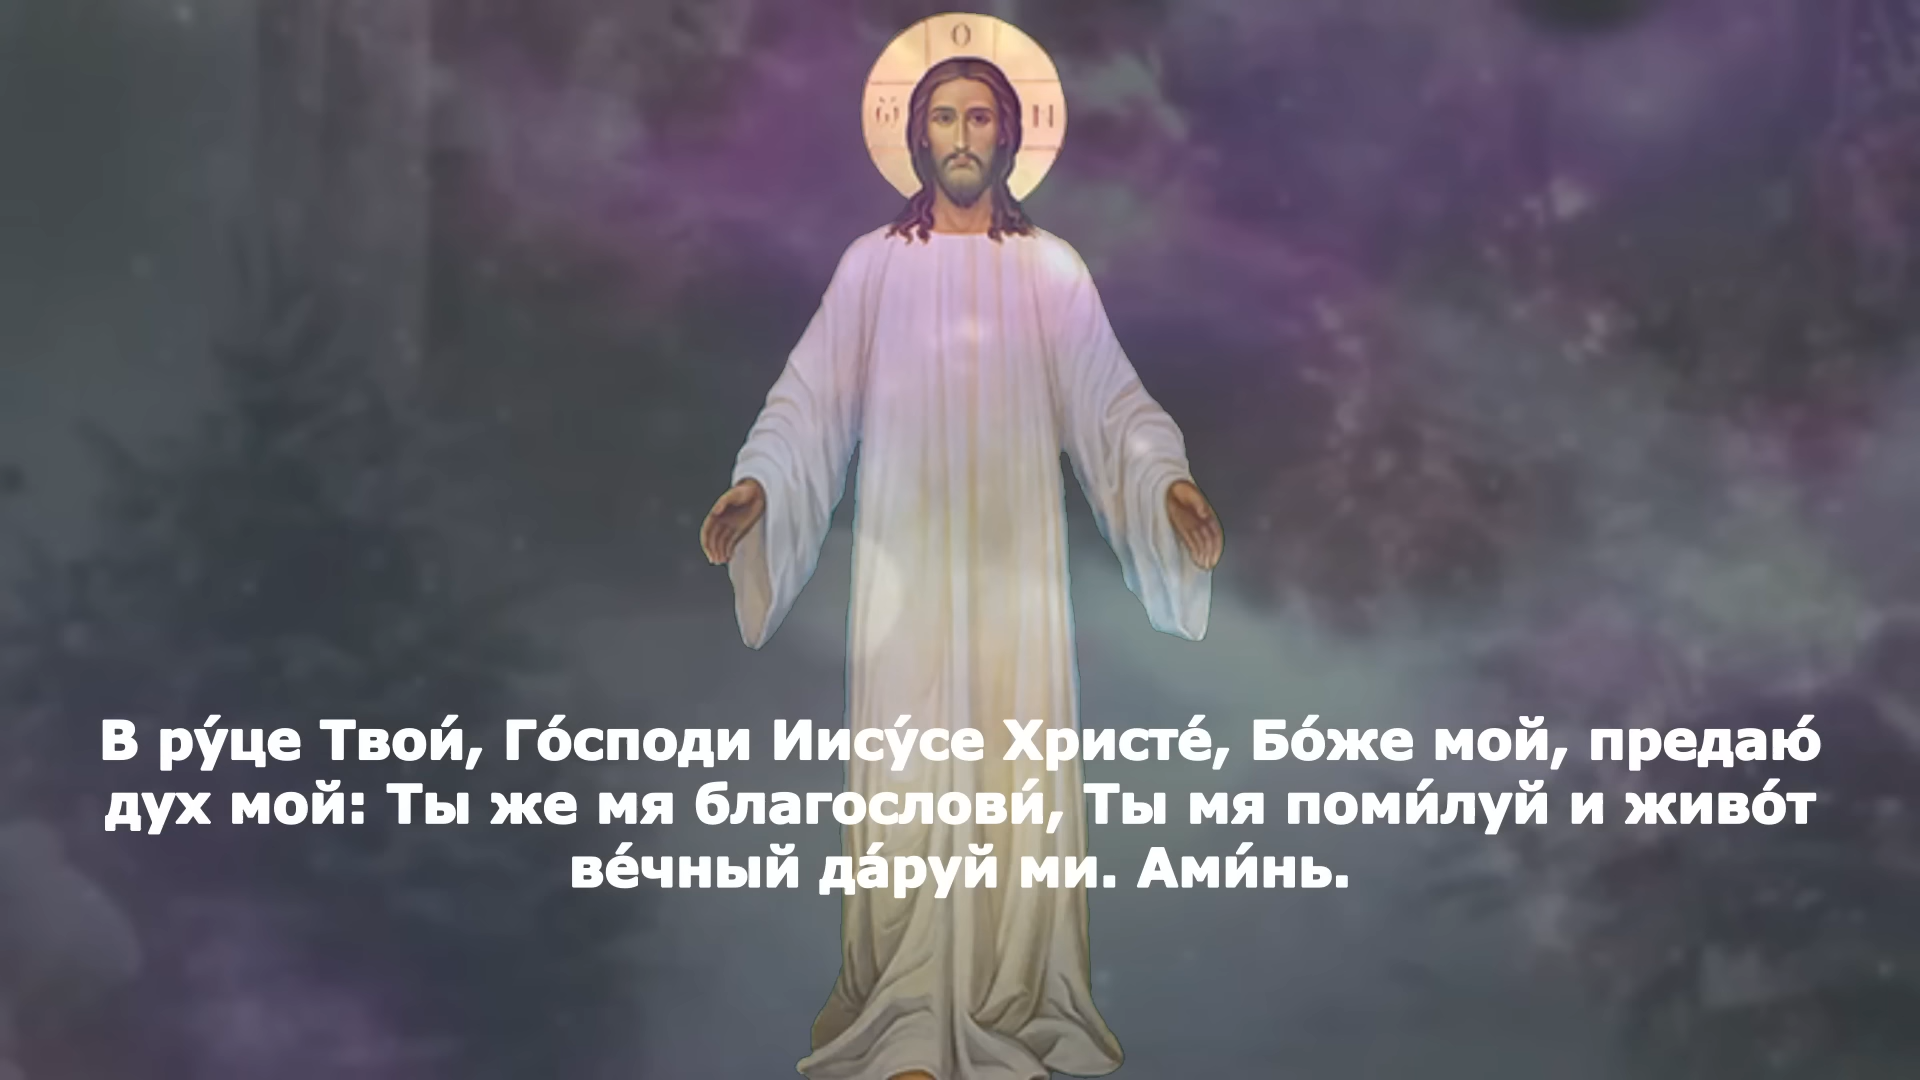 О
ѡ̈ Н
В ру́це Твои́, Го́споди Иису́се Христе́, Бо́же мой, предаю́
дух мой: Ты же мя благослови́, Ты мя поми́луй и живо́т
ве́чный да́руй ми. Ами́нь.